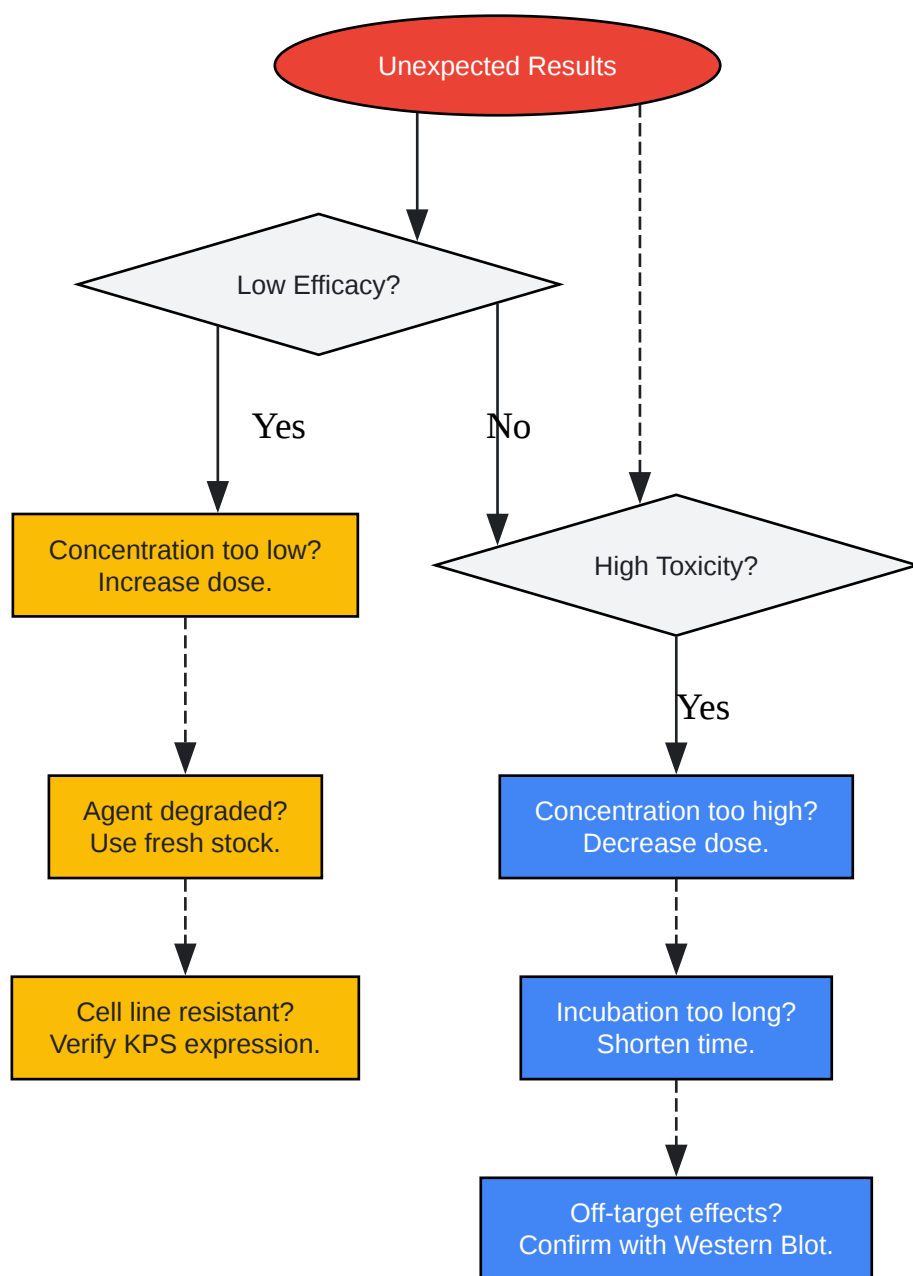 Unexpected Results
Low Efficacy?
Yes
No
Concentration too low?
Increase dose.
High Toxicity?
Yes
Agent degraded?
Use fresh stock.
Concentration too high?
Decrease dose.
Cell line resistant?
Verify KPS expression.
Incubation too long?
Shorten time.
Off-target effects?
Confirm with Western Blot.